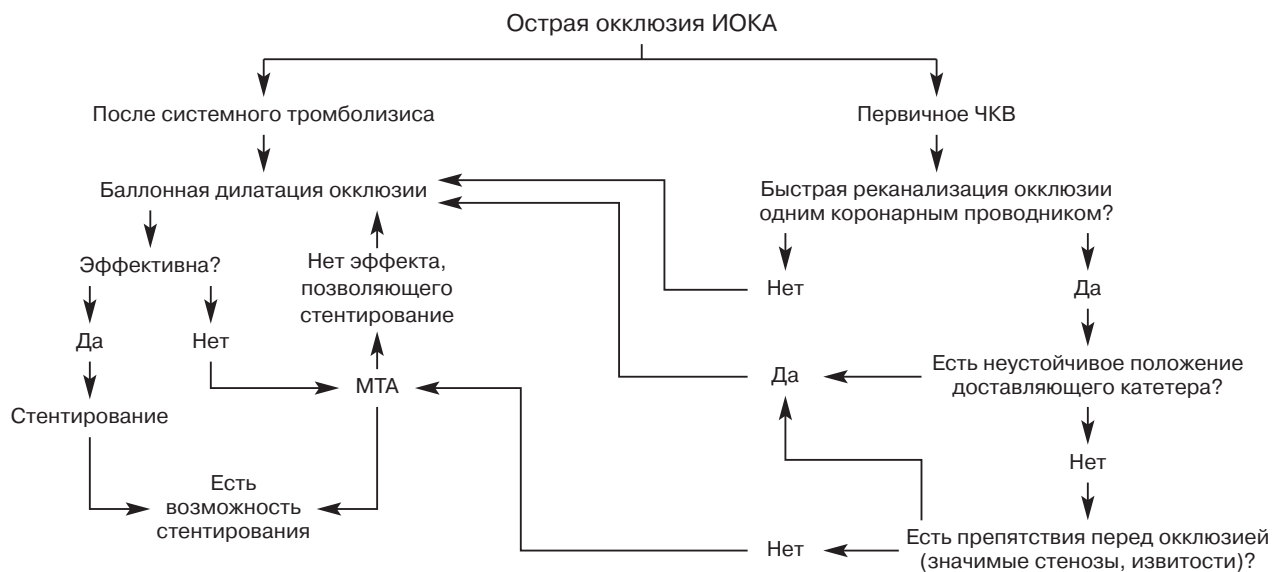 Острая окклюзия ИОКА
После системного тромболизиса
Первичное ЧКВ
Баллонная дилатация окклюзии
Быстрая реканализация окклюзии
одним коронарным проводником?
Эффективна?
Нет эффекта,
позволяющего
стентирование
Нет
Да
Да
Нет
МТА
Да
Есть неустойчивое положение
доставляющего катетера?
Стентирование
Нет
Есть
возможность
стентирования
Нет
Есть препятствия перед окклюзией
(значимые стенозы, извитости)?